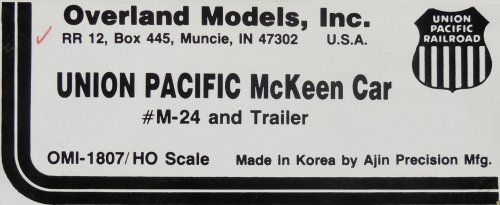 Overland Models, Inc.
RR 12, Box 445, Muncie, IN 47302 U.S.A.
UNION
PACIFIC
RAILROAD
UNION PACIFIC McKeen Car
#M-24 and Trailer
OMI-1807/HO Scale Made in Korea by Ajin Precision Mfg.